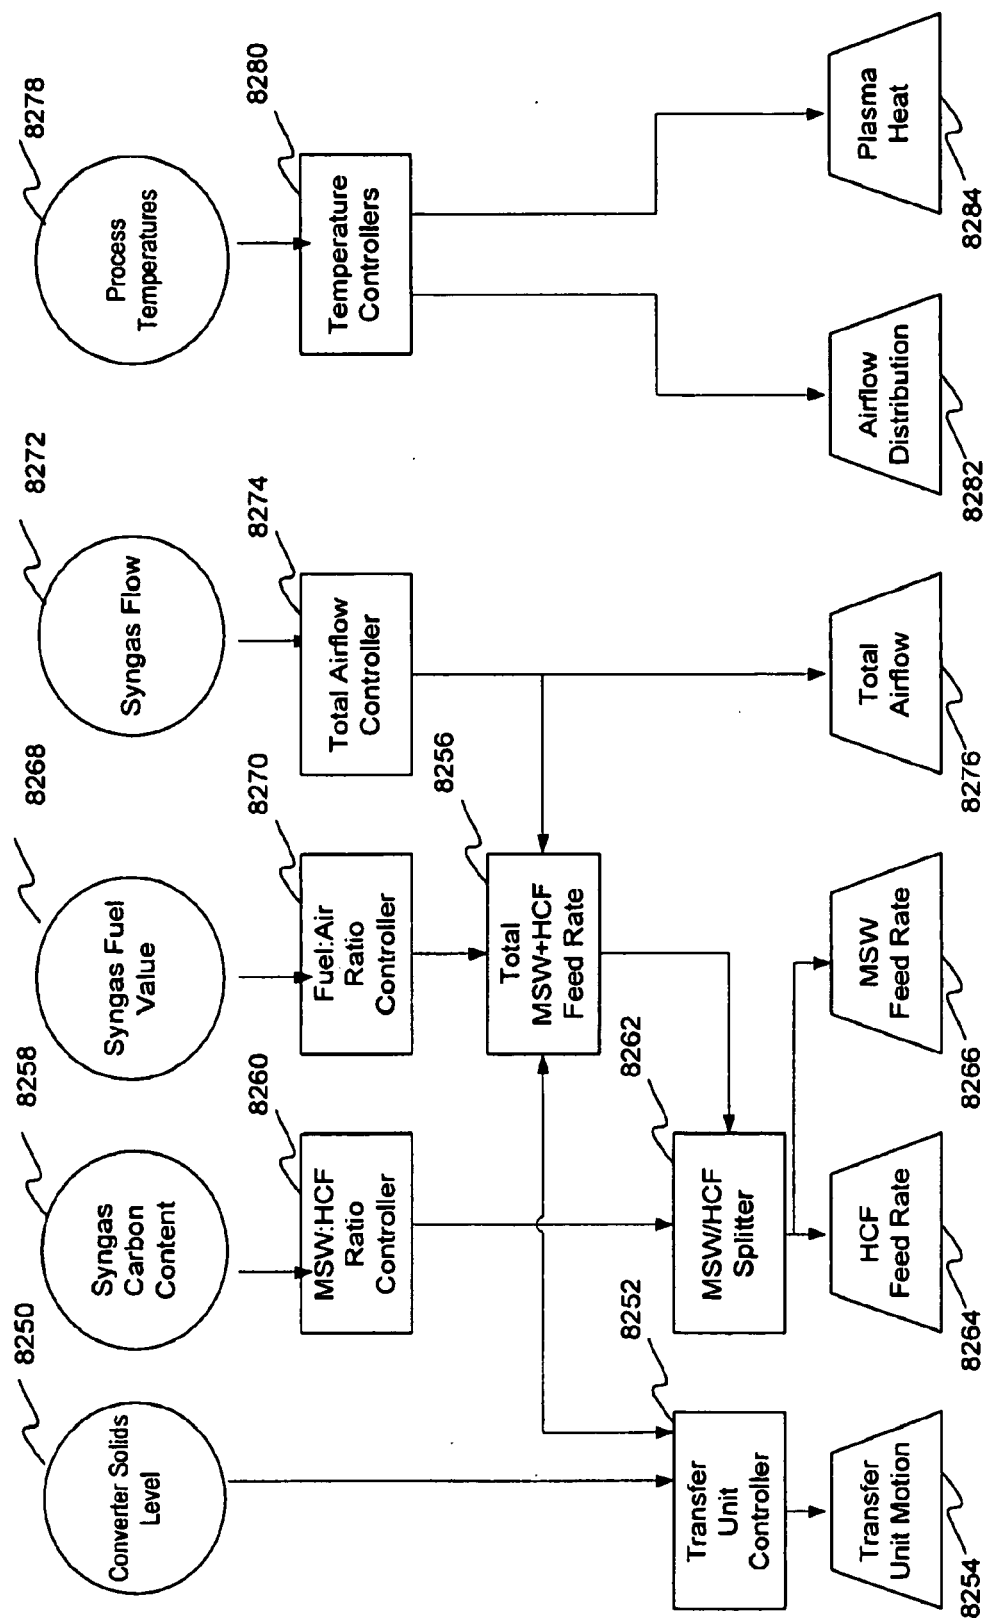 8250
8258
8268
8272
8278
Converter Solids
Level
Syngas
Carbon
Content
Syngas Fuel
Value
Syngas Flow
Process
Temperatures
8260
8270
8274
8280
MSW:HCF
Ratio
Controller
Fuel:Air
Ratio
Controller
Total Airflow
Controller
Temperature
Controllers
8256
Total
MSW+HCF
Feed Rate
8252
8262
Transfer
Unit
Controller
MSW/HCF
Splitter
Transfer
Unit Motion
HCF
Feed Rate
MSW
Feed Rate
Total
Airflow
Airflow
Distribution
Plasma
Heat
8254
8264
8266
8276
8282
8284